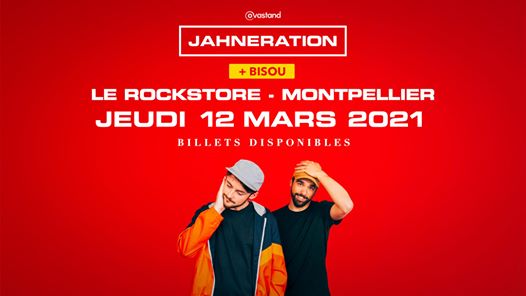 vastand
JAHNERATION
+ BISOU
LE ROCKSTORE - MONTPELLIER
JEUDI 12 MARS 2021
BILLETS DISPONIBLES